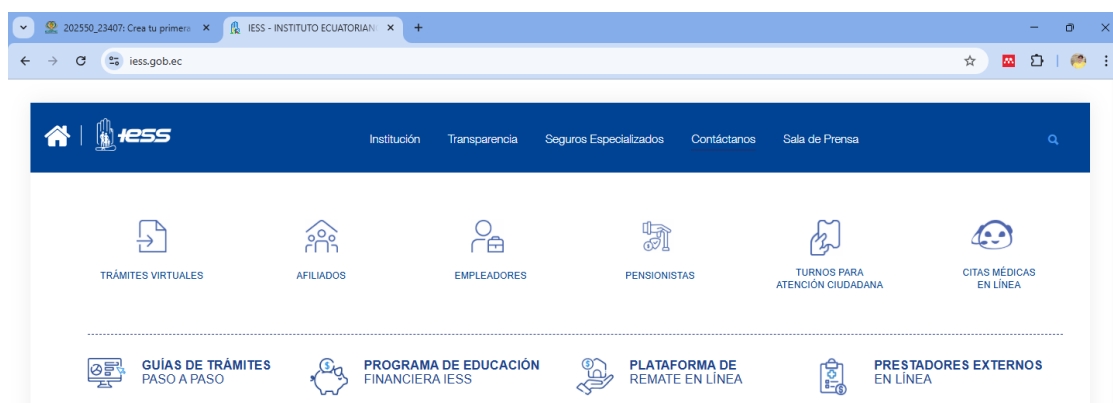 202550_23407: Crea tu primera
IESS - INSTITUTO ECUATORIAN
iess.gob.ec
iess
Institución
Transparencia
Seguros Especializados
Contáctanos
Sala de Prensa
TRÁMITES VIRTUALES
AFILIADOS
EMPLEADORES
PENSIONISTAS
TURNOS PARA
ATENCIÓN CIUDADANA
CITAS MÉDICAS
EN LÍNEA
GUÍAS DE TRÁMITES
PASO A PASO
PROGRAMA DE EDUCACIÓN
FINANCIERA IESS
PLATAFORMA DE
REMATE EN LÍNEA
PRESTADORES EXTERNOS
EN LÍNEA